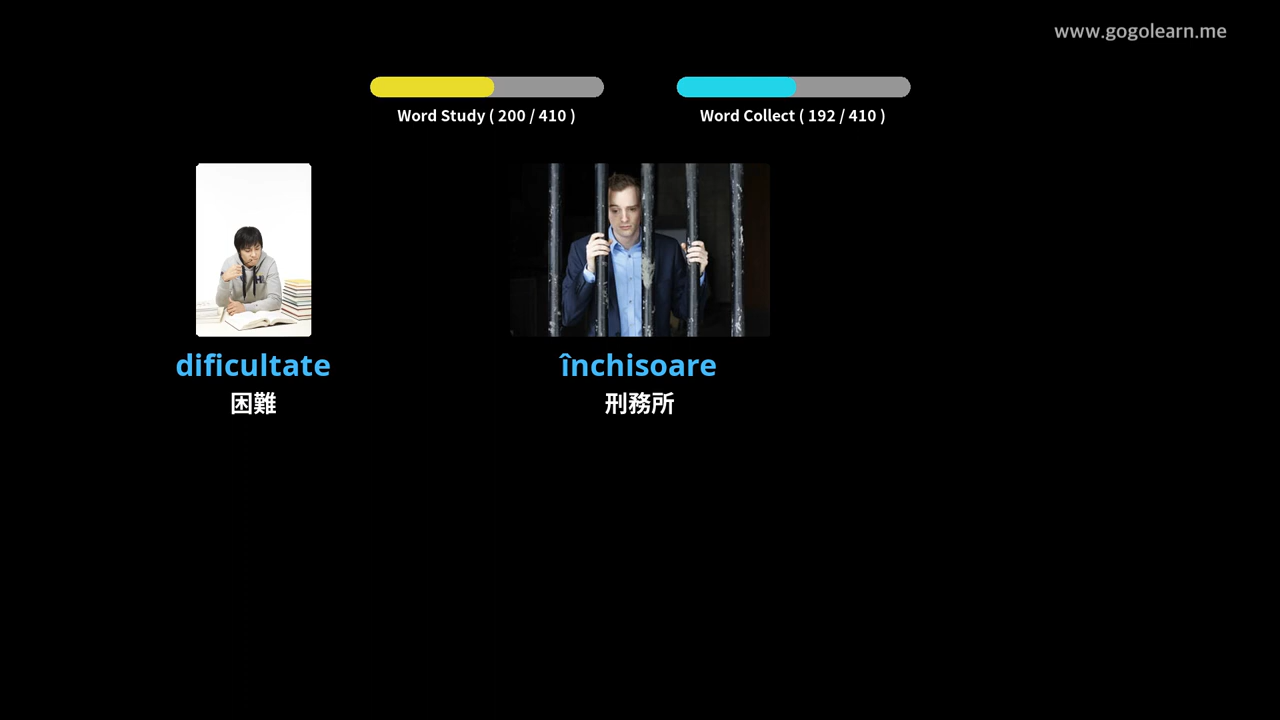 www.gogolearn.me
Word Study ( 200 / 410 )
Word Collect ( 192 / 410 )
dificultate
困難
închisoare
刑務所